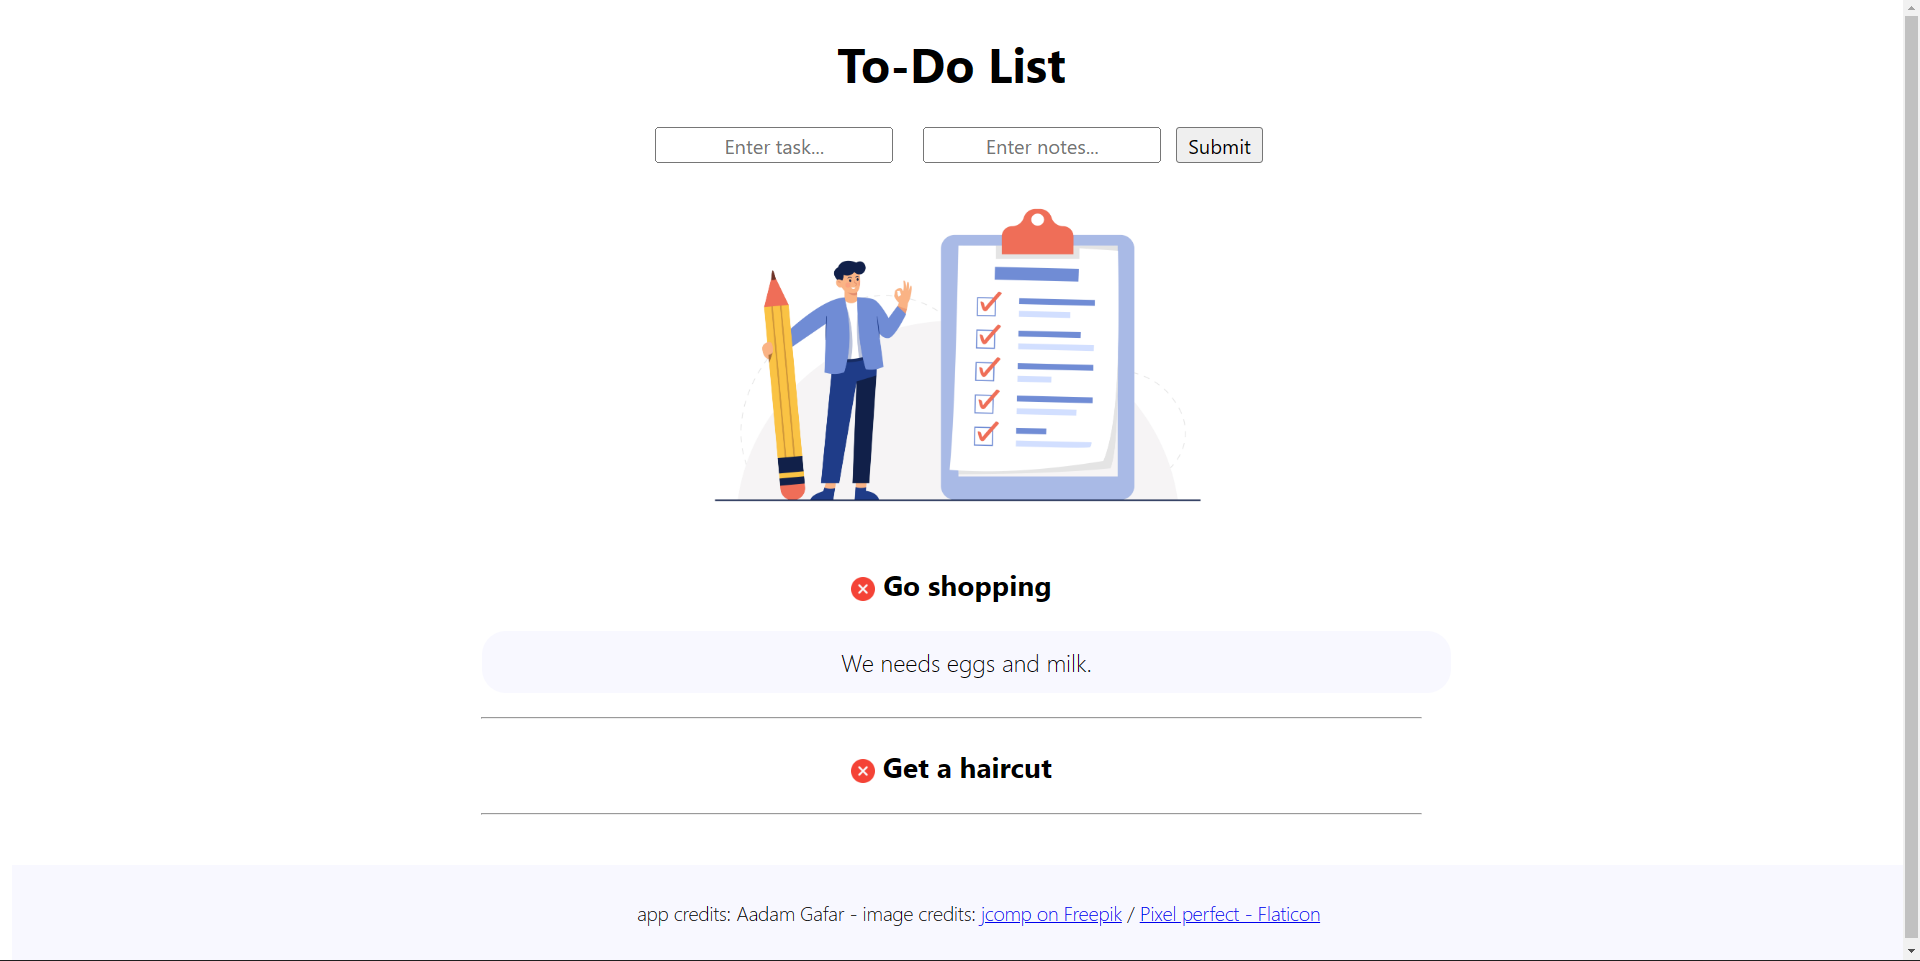 To-Do List
Enter task... Enter notes... Submit
Go shopping
We needs eggs and milk.
Get a haircut
app credits: Aadam Gafar - image credits: jcomp on Freepik / Pixel perfect - Flaticon